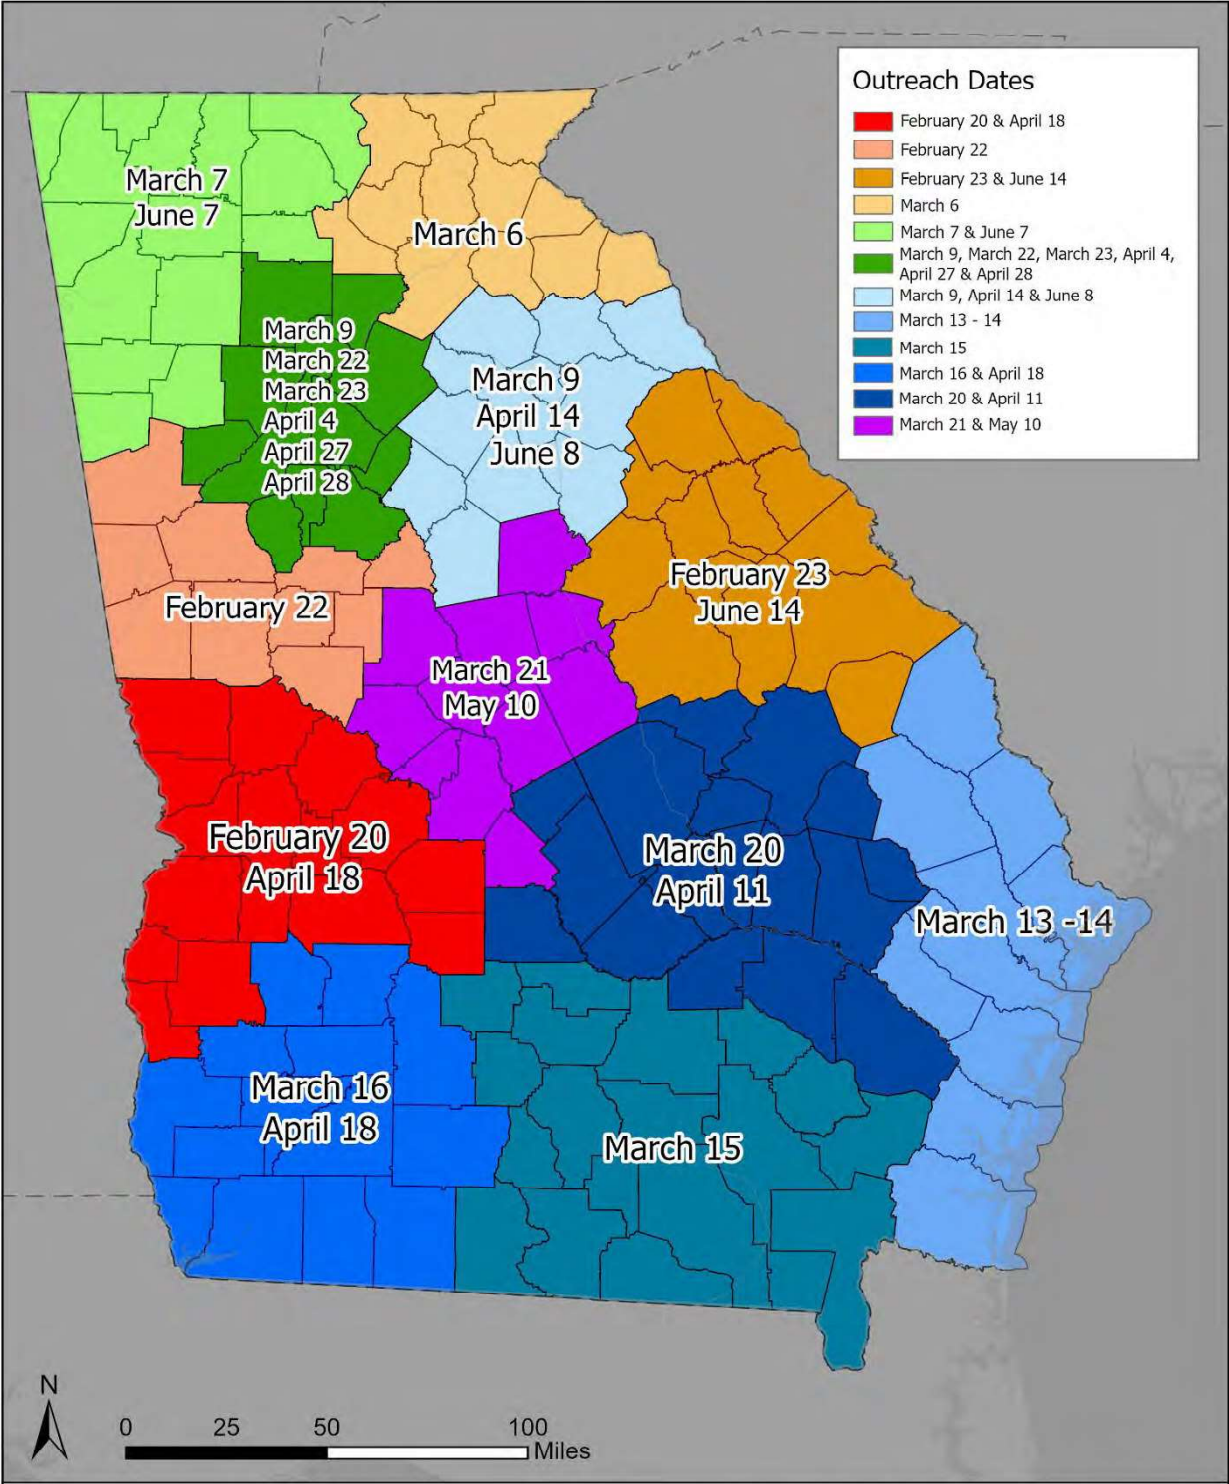 Outreach Dates
February 20 & April 18
February 22
February 23 & June 14
March 6
March 7 & June 7
March 9, March 22, March 23, April 4,
April 27 & April 28
March 9, April 14 & June 8
March 13 - 14
March 15
March 16 & April 18
March 20 & April 11
March 21 & May 10
March 7
June 7
March 6
March 9
March 22
March 23
April 4
April 27
April 28
March 9
April 14
June 8
February 23
June 14
February 22
March 21
May 10
February 20
April 18
March 20
April 11
March 13 -14
March 16
April 18
March 15
N
0 25 50 100
Miles